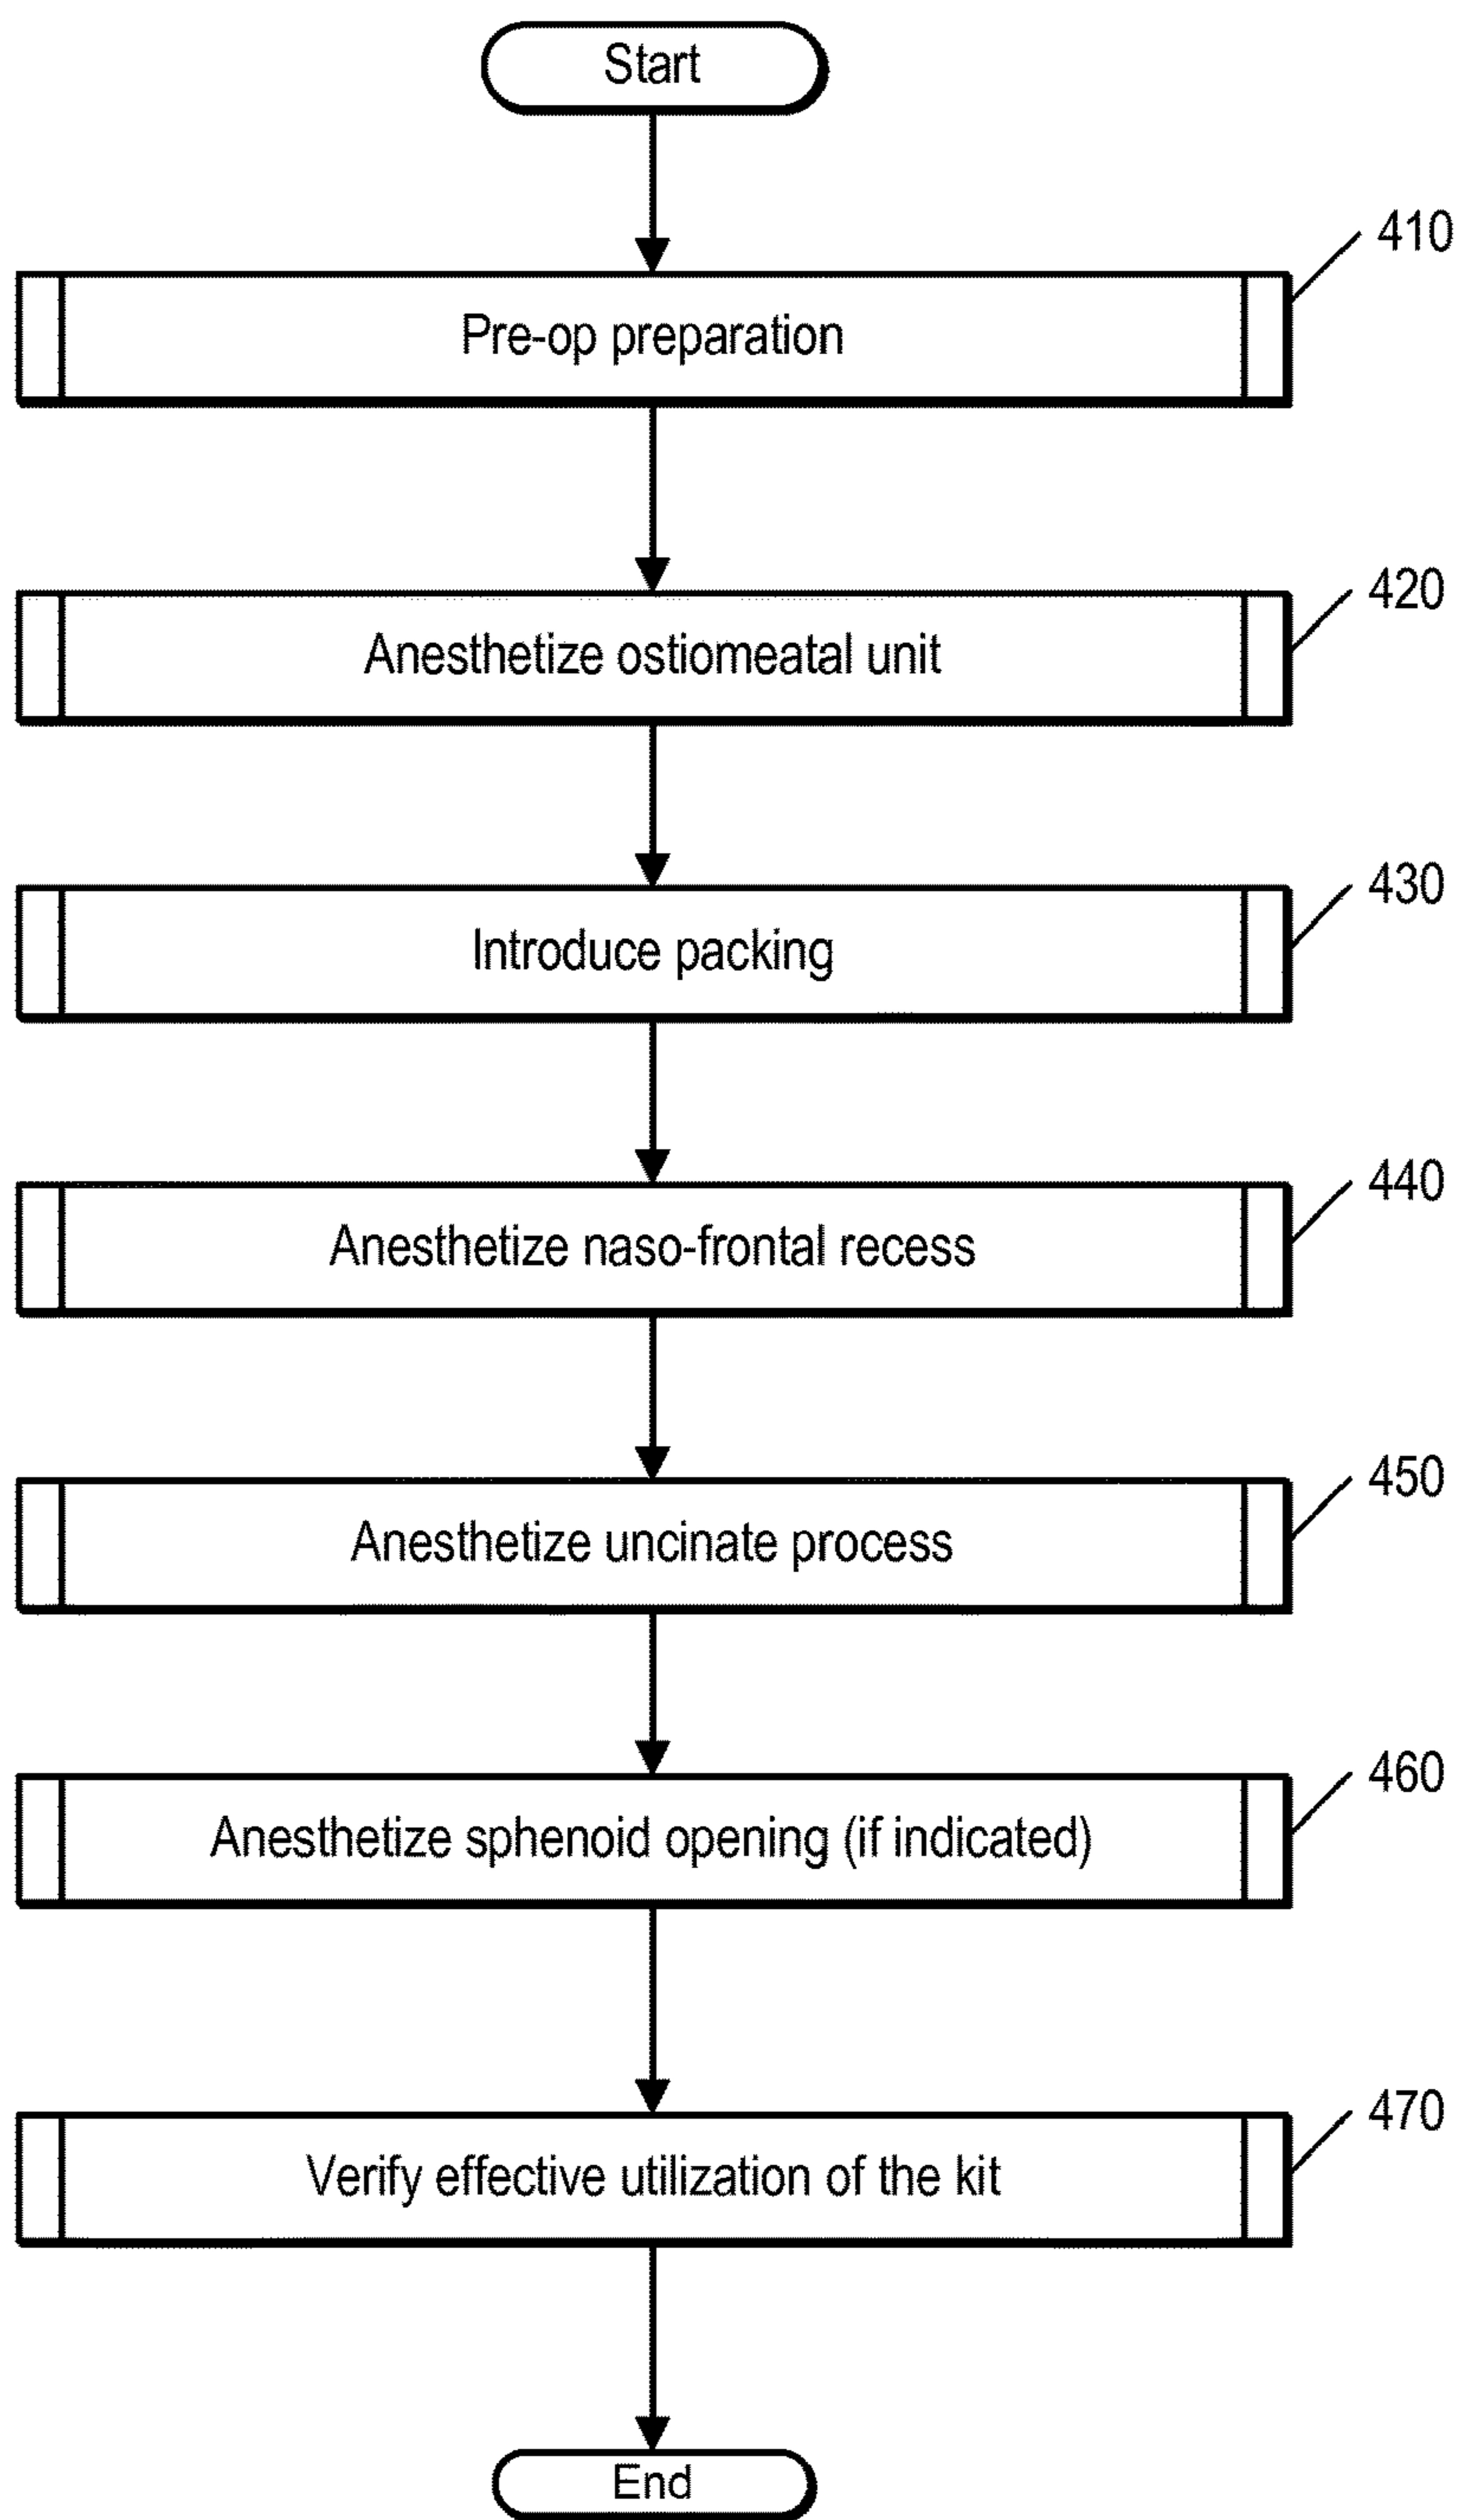 Start
410
Pre-op preparation
420
Anesthetize ostiomeatal unit
430
Introduce packing
440
Anesthetize naso-frontal recess
450
Anesthetize uncinate process
460
Anesthetize sphenoid opening (if indicated)
470
Verify effective utilization of the kit
End